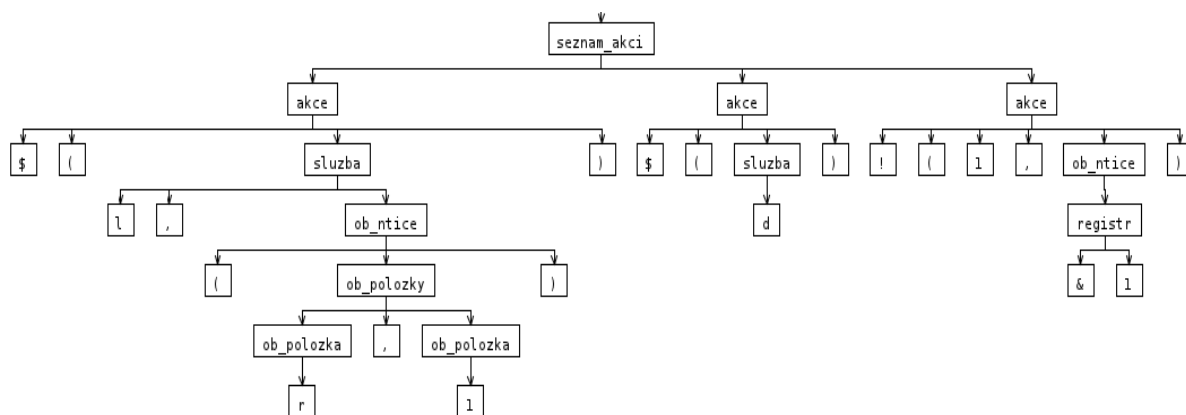 seznam_akci
akce akce akce
$ ( sluzba ) $ ( sluzba ) ! ( 1 , ob_ntice )
l , ob_ntice d registr
( ob_polozky ) & 1
ob_polozka , ob_polozka
r 1